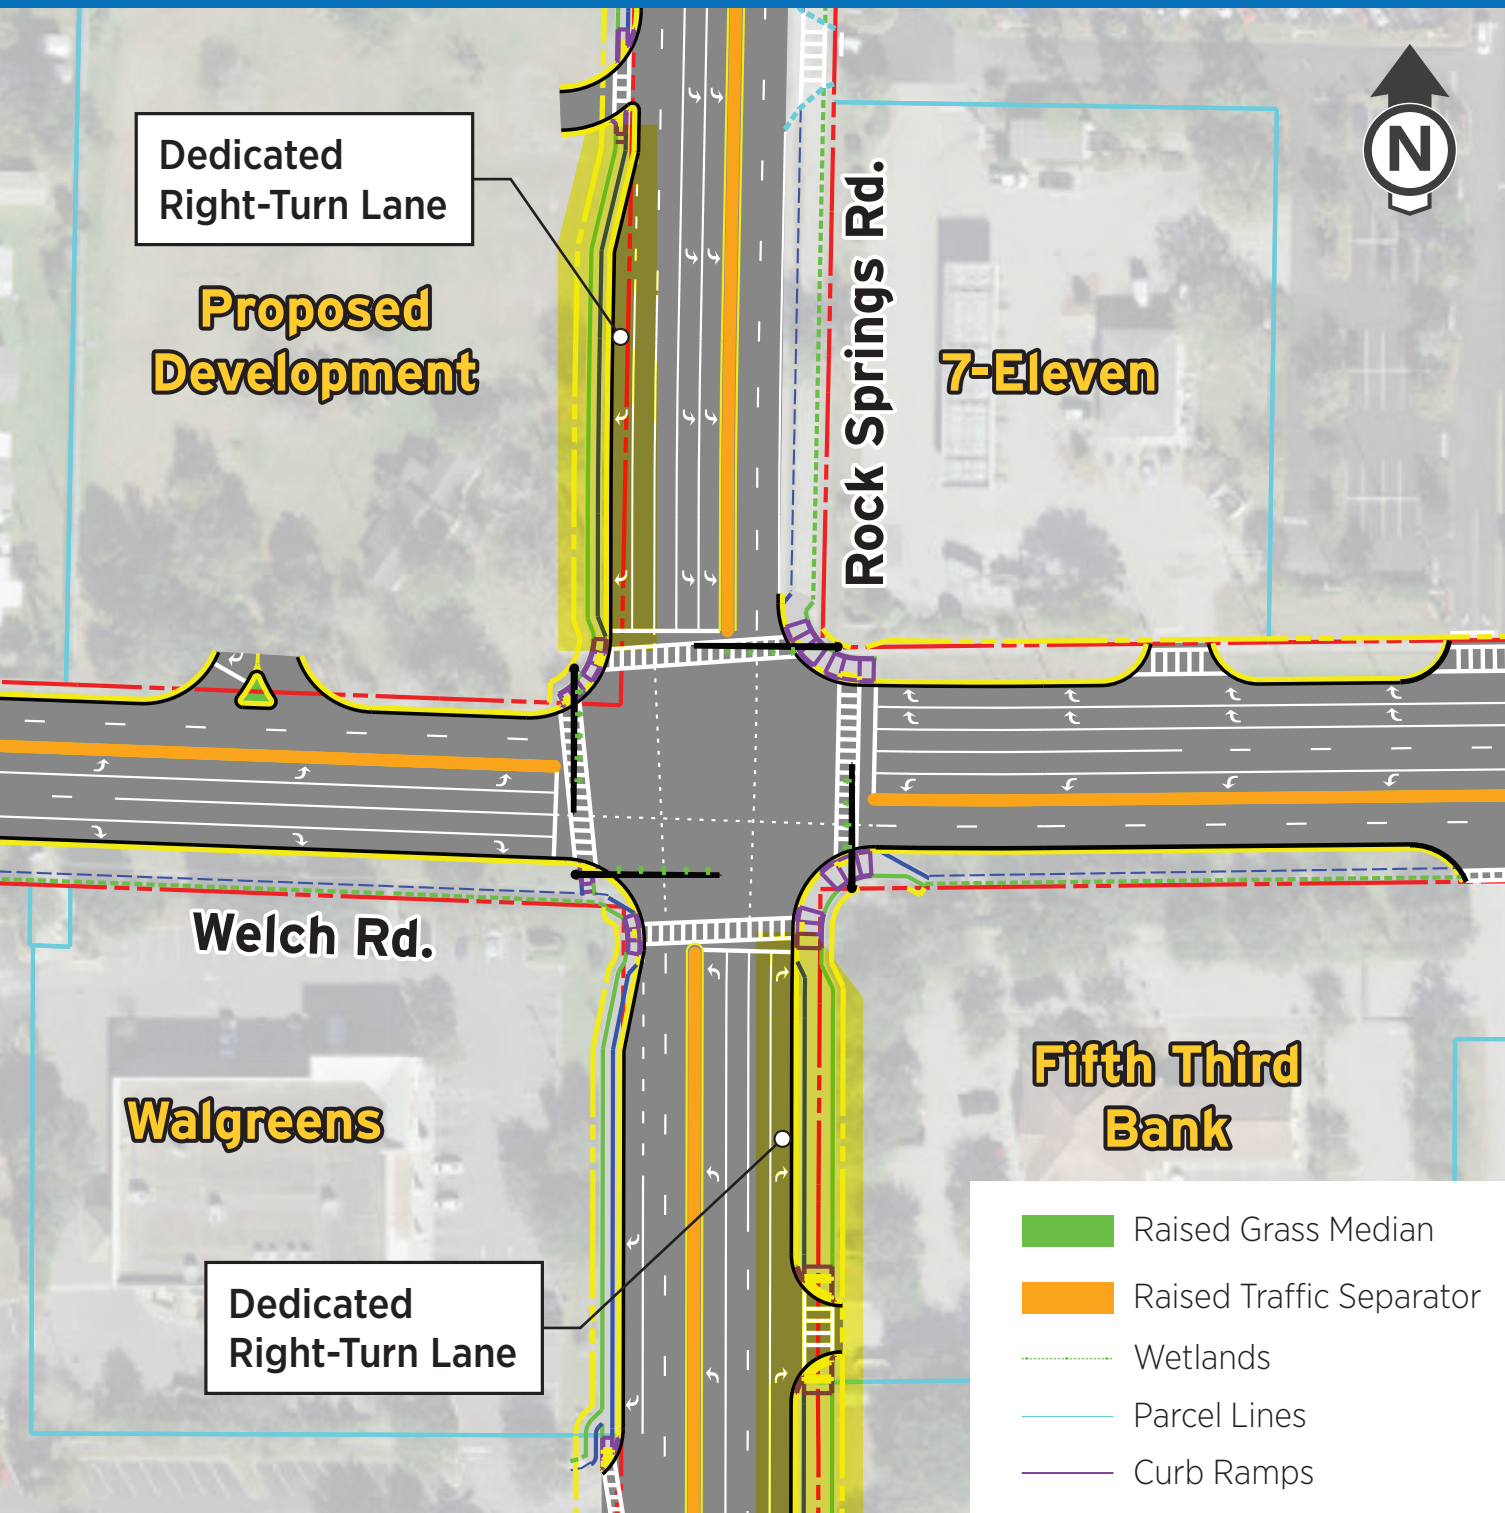 N
Dedicated
Right-Turn Lane
Rock Springs Rd.
Proposed
Development
7-Eleven
Welch Rd.
Walgreens
Fifth Third
Bank
Dedicated
Right-Turn Lane
Raised Grass Median
Raised Traffic Separator
Wetlands
Parcel Lines
Curb Ramps